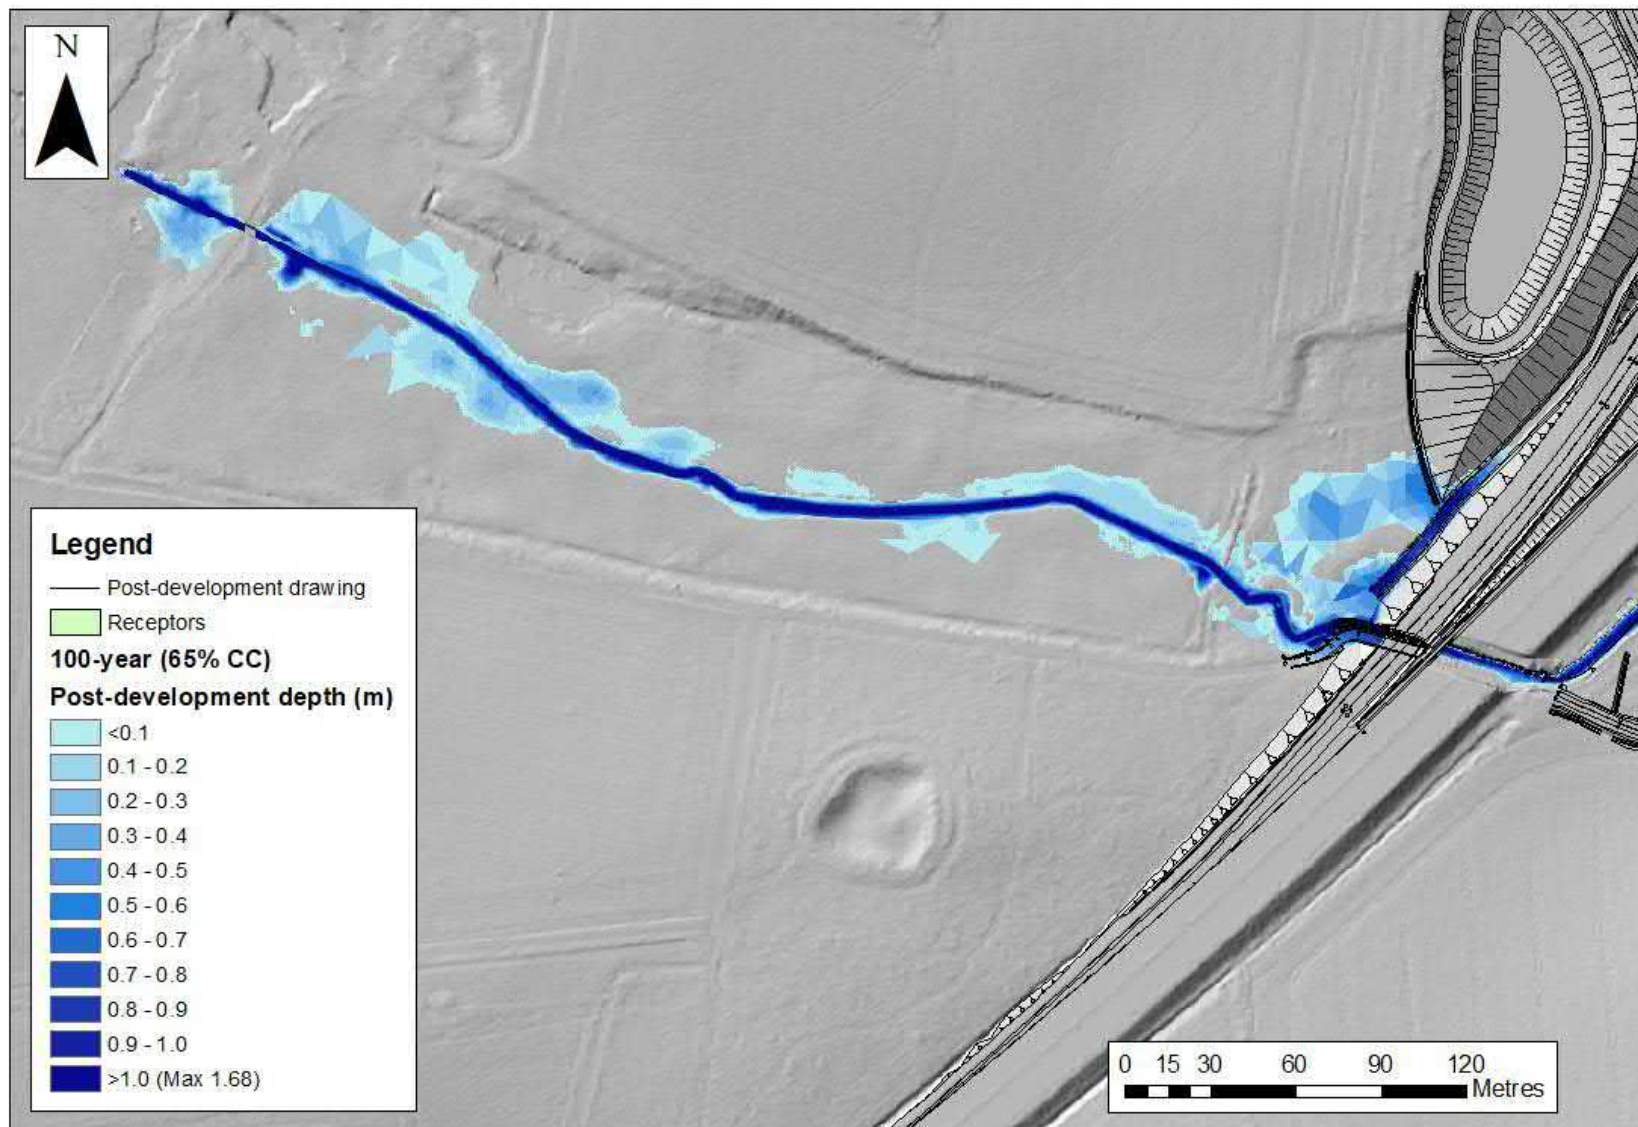 N
Legend
Post-development drawing
Receptors
100-year (65% CC)
Post-development depth (m)
<0.1
0.1 - 0.2
0.2 - 0.3
0.3 - 0.4
0.4 - 0.5
0.5 - 0.6
0.6 - 0.7
0.7 - 0.8
0.8 - 0.9
0.9 - 1.0
>1.0 (Max 1.68)
0 15 30 60 90 120
Metres